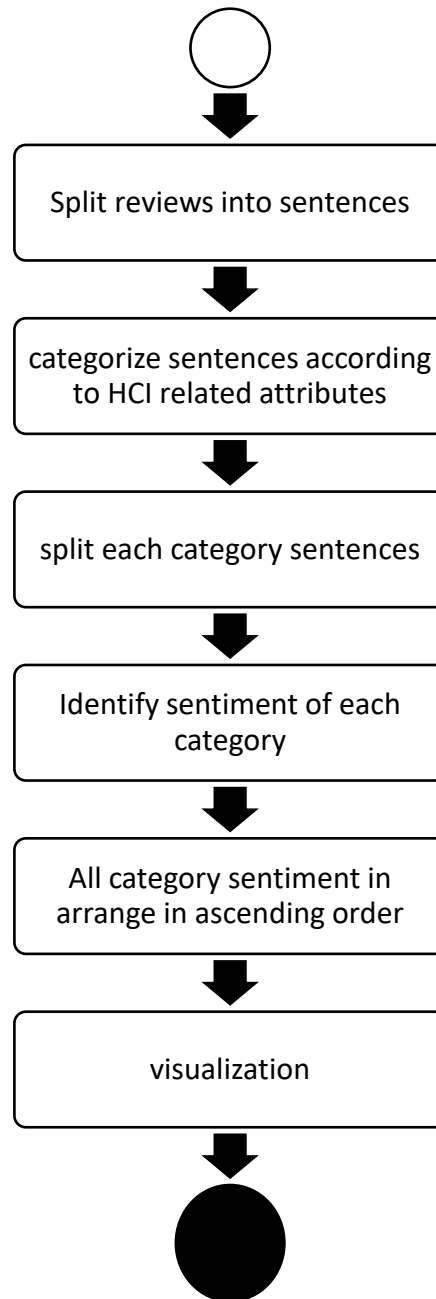 Split reviews into sentences
categorize sentences according
to HCI related attributes
split each category sentences
Identify sentiment of each
category
All category sentiment in
arrange in ascending order
visualization